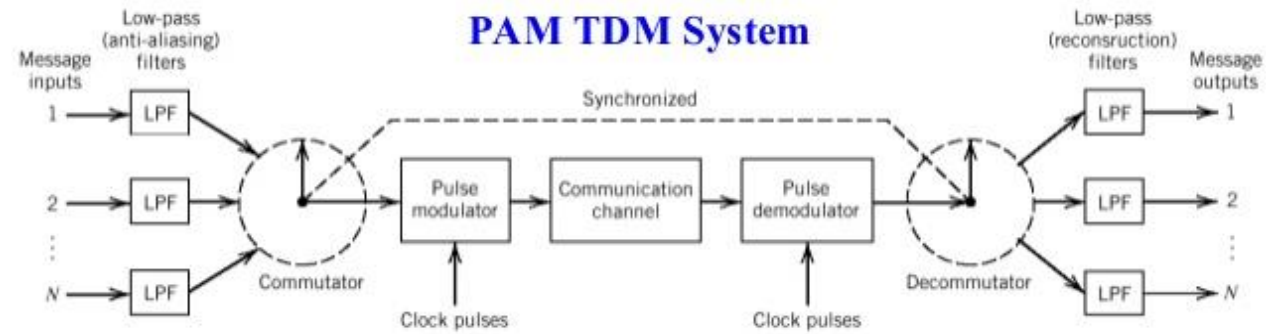 PAM TDM System
Low-pass
(anti-aliasing)
filters
Message
inputs
1
LPF
2
LPF
⋮
N
LPF
Commutator
Synchronized
Pulse
modulator
Clock pulses
Communication
channel
Pulse
demodulator
Clock pulses
Decommutator
Low-pass
(reconsruction)
filters
Message
outputs
LPF
1
LPF
2
⋮
LPF
N